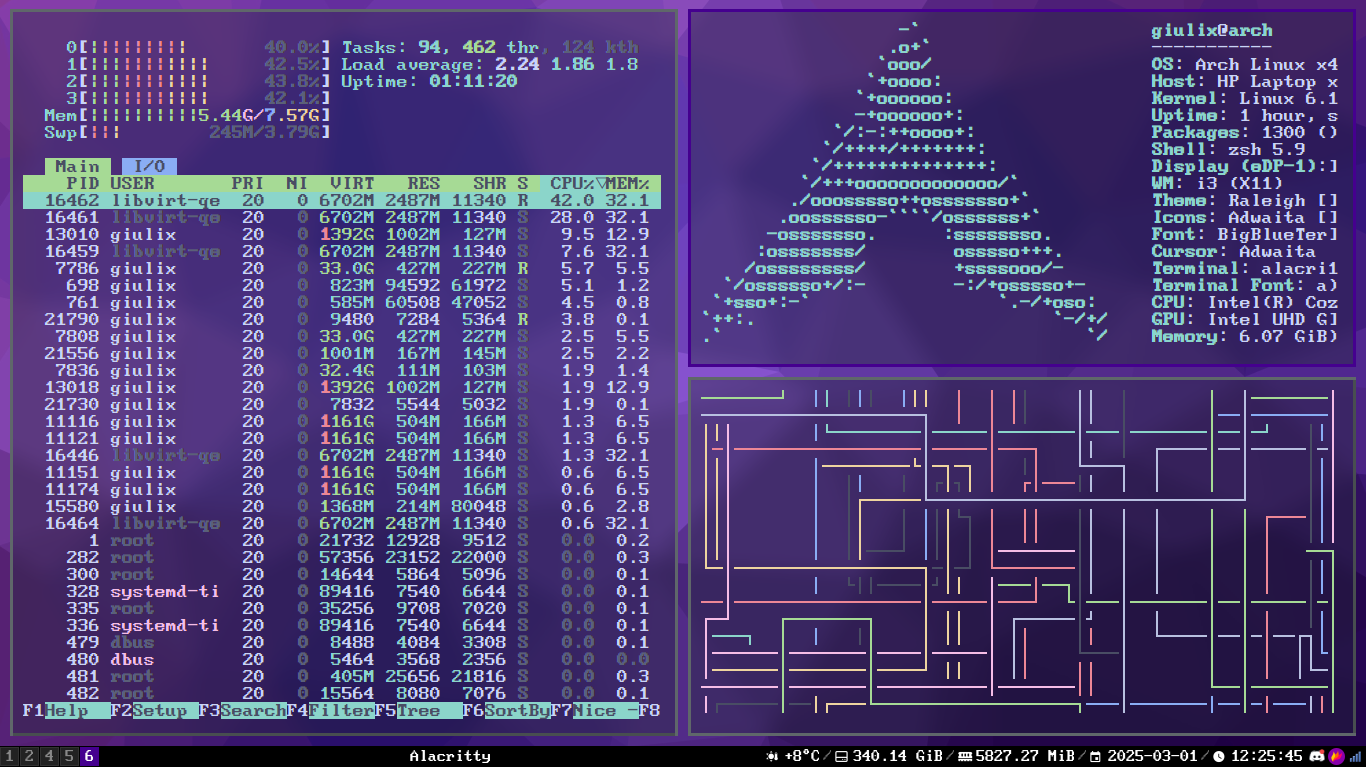 0[||||||||| 40.0%] Tasks: 94, 462 thr, 124 kth
1[||||||||||| 42.5%] Load average: 2.24 1.86 1.8
2[||||||||||| 43.8%] Uptime: 01:11:20
3[||||||||||| 42.1%]
Mem[||||||||||5.44G/7.57G]
Swp[||| 245M/3.79G]
Main I/O
PID USER PRI NI VIRT RES SHR S CPU%▽MEM%
16462 libvirt-qe 20 0 6702M 2487M 11340 R 42.0 32.1
16461 libvirt-qe 20 0 6702M 2487M 11340 S 28.0 32.1
13010 giulix 20 0 1392G 1002M 127M S 9.5 12.9
16459 libvirt-qe 20 0 6702M 2487M 11340 S 7.6 32.1
7786 giulix 20 0 33.0G 427M 227M R 5.7 5.5
698 giulix 20 0 823M 94592 61972 S 5.1 1.2
761 giulix 20 0 585M 60508 47052 S 4.5 0.8
21790 giulix 20 0 9480 7284 5364 R 3.8 0.1
7808 giulix 20 0 33.0G 427M 227M S 2.5 5.5
21556 giulix 20 0 1001M 167M 145M S 2.5 2.2
7836 giulix 20 0 32.4G 111M 103M S 1.9 1.4
13018 giulix 20 0 1392G 1002M 127M S 1.9 12.9
21730 giulix 20 0 7832 5544 5032 S 1.9 0.1
11116 giulix 20 0 1161G 504M 166M S 1.3 6.5
11121 giulix 20 0 1161G 504M 166M S 1.3 6.5
16446 libvirt-qe 20 0 6702M 2487M 11340 S 1.3 32.1
11151 giulix 20 0 1161G 504M 166M S 0.6 6.5
11174 giulix 20 0 1161G 504M 166M S 0.6 6.5
15580 giulix 20 0 1368M 214M 80048 S 0.6 2.8
16464 libvirt-qe 20 0 6702M 2487M 11340 S 0.6 32.1
1 root 20 0 21732 12928 9512 S 0.0 0.2
282 root 20 0 57356 23152 22000 S 0.0 0.3
300 root 20 0 14644 5864 5096 S 0.0 0.1
328 systemd-ti 20 0 89416 7540 6644 S 0.0 0.1
335 root 20 0 35256 9708 7020 S 0.0 0.1
336 systemd-ti 20 0 89416 7540 6644 S 0.0 0.1
479 dbus 20 0 8488 4084 3308 S 0.0 0.1
480 dbus 20 0 5464 3568 2356 S 0.0 0.0
481 root 20 0 405M 25656 21816 S 0.0 0.3
482 root 20 0 15564 8080 7076 S 0.0 0.1
F1Help F2Setup F3SearchF4FilterF5Tree F6SortByF7Nice -F8
-` giulix@arch
.o+` -----------
`ooo/ OS: Arch Linux x4
`+oooo: Host: HP Laptop x
`+oooooo: Kernel: Linux 6.1
-+oooooo+: Uptime: 1 hour, s
`/:-:++oooo+: Packages: 1300 ()
`/++++/+++++++: Shell: zsh 5.9
`/++++++++++++++: Display (eDP-1):]
`/+++ooooooooooooo/` WM: i3 (X11)
./ooosssso++osssssso+` Theme: Raleigh []
.oossssso-````/ossssss+` Icons: Adwaita []
-osssssso. :ssssssso. Font: BigBlueTer]
:osssssss/ osssso+++. Cursor: Adwaita
/ossssssss/ +ssssooo/- Terminal: alacri1
`/ossssso+/:- -:/+osssso+- Terminal Font: a)
`+sso+:-` `.-/+oso: CPU: Intel(R) Coz
`++:. `-/+/ GPU: Intel UHD G]
.` `/ Memory: 6.07 GiB)
1 2 4 5 6 Alacritty +8°C / 340.14 GiB / 5827.27 MiB / 2025-03-01 / 12:25:45